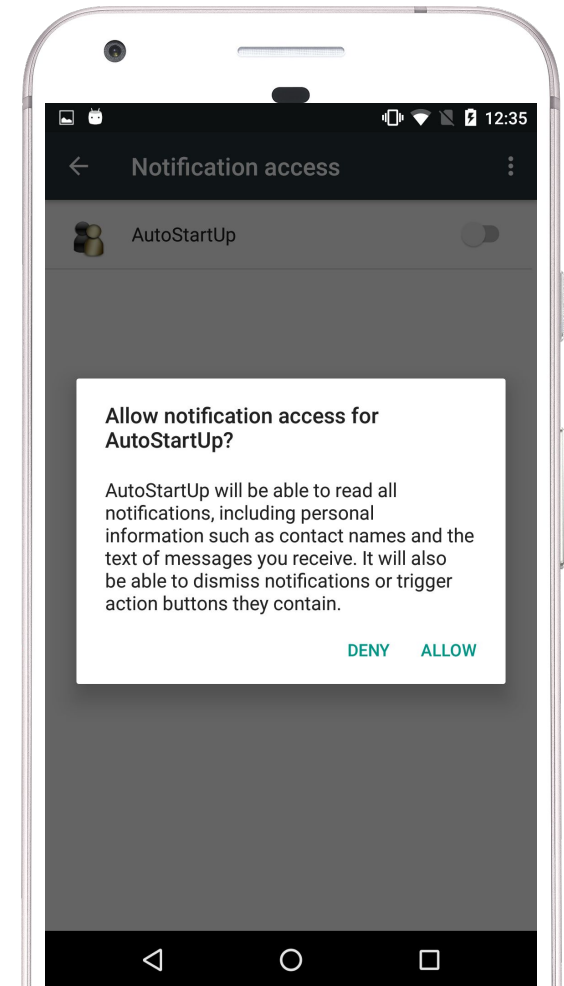 12:35
Notification access
AutoStartUp
Allow notification access for
AutoStartUp?
AutoStartUp will be able to read all
notifications, including personal
information such as contact names and the
text of messages you receive. It will also
be able to dismiss notifications or trigger
action buttons they contain.
DENY ALLOW